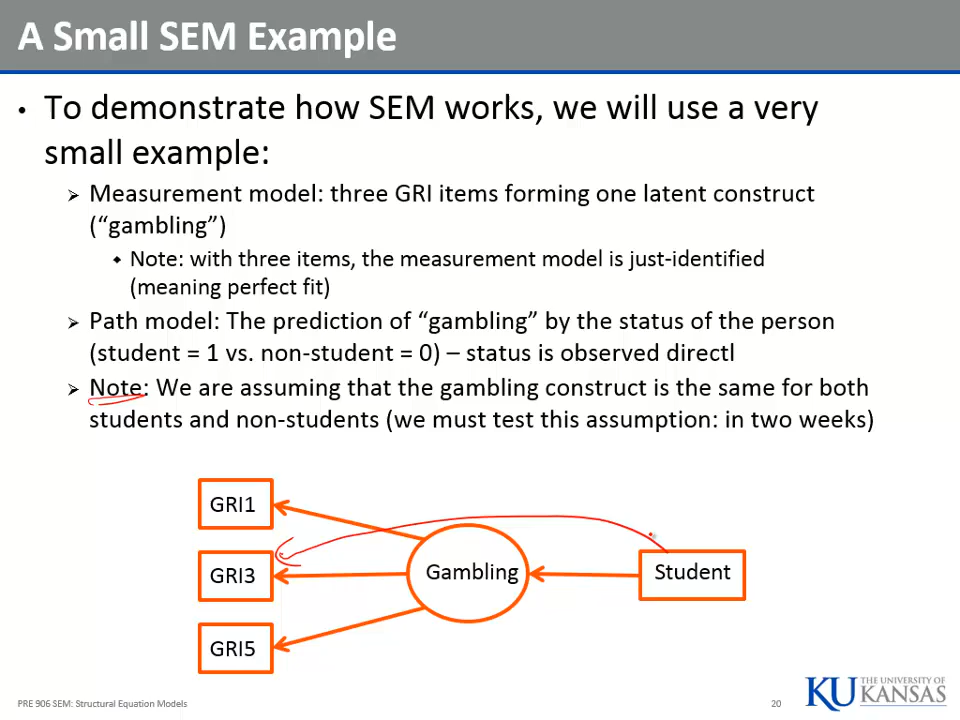 A Small SEM Example
• To demonstrate how SEM works, we will use a very
small example:
➢ Measurement model: three GRI items forming one latent construct
(“gambling”)
◆ Note: with three items, the measurement model is just-identified
(meaning perfect fit)
➢ Path model: The prediction of “gambling” by the status of the person
(student = 1 vs. non-student = 0) – status is observed directl
➢ Note: We are assuming that the gambling construct is the same for both
students and non-students (we must test this assumption: in two weeks)
GRI1
GRI3
Gambling
Student
GRI5
PRE 906 SEM: Structural Equation Models
20
KU THE UNIVERSITY OF
KANSAS